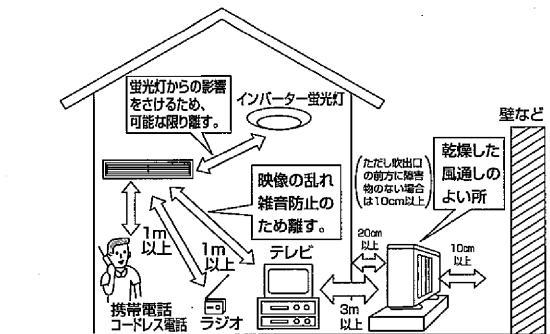 蛍光灯からの影響
をさけるため、
可能な限り離す。
インバーター蛍光灯
壁など
乾燥した
風通しの
よい所
ただし吹出口
の前方に障害
物のない場合
は10cm以上
映像の乱れ
雑音防止の
ため離す。
1m
以上
1m
以上
テレビ
20cm
以上
10cm
以上
3m
以上
携帯電話
コードレス電話
ラジオ